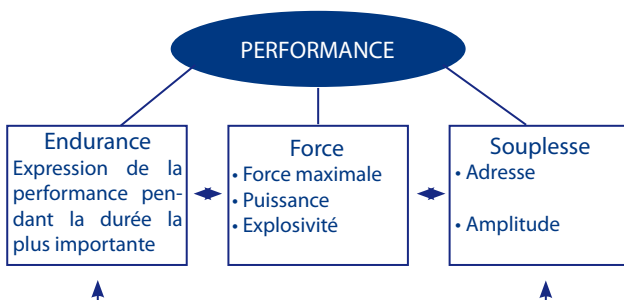 PERFORMANCE
Endurance
Expression de la
performance pen-
dant la durée la
plus importante
Force
• Force maximale
• Puissance
• Explosivité
Souplesse
• Adresse
• Amplitude